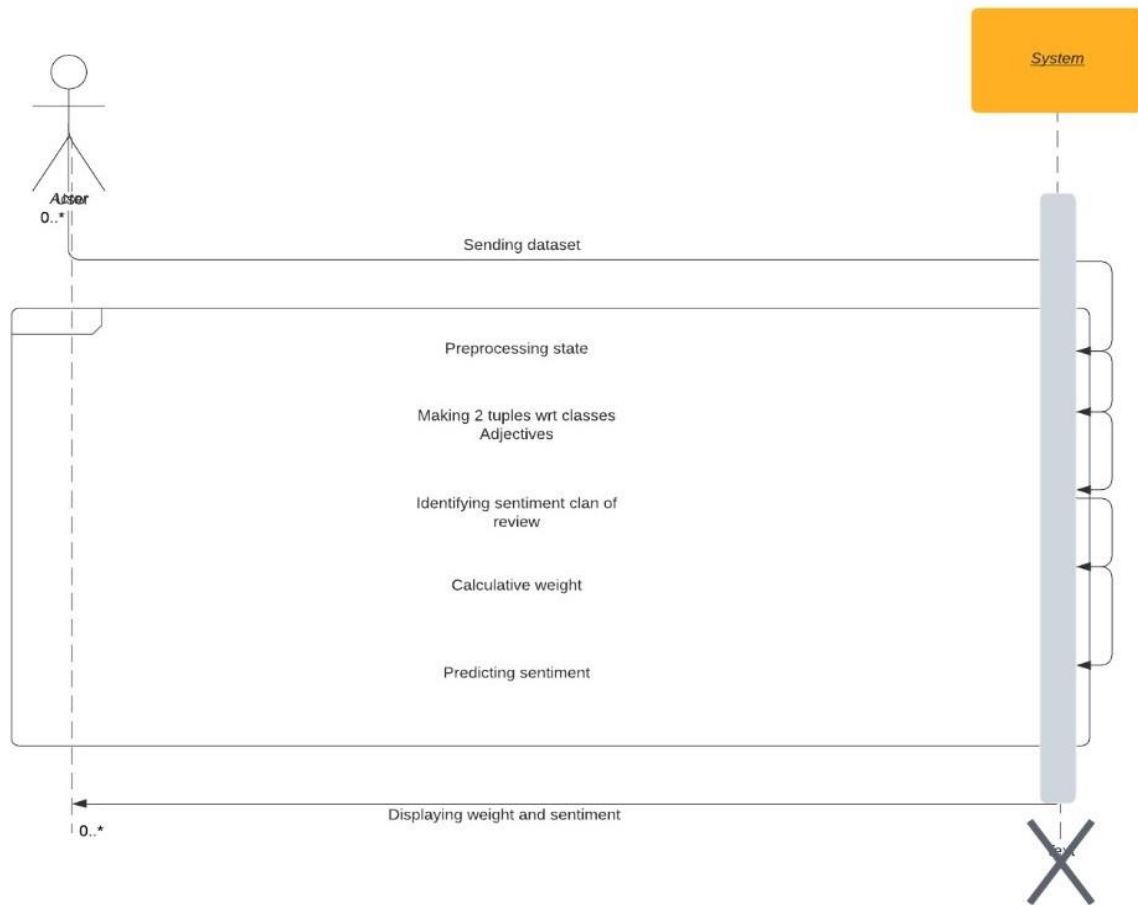 System
0..*
Sending dataset
Preprocessing state
Making 2 tuples wrt classes
Adjectives
Identifying sentiment clan of
review
Calculative weight
Predicting sentiment
Displaying weight and sentiment
0..*